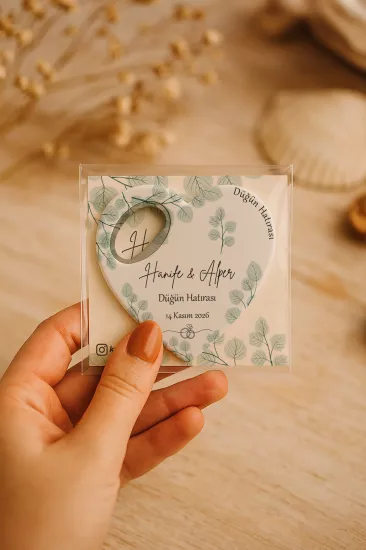 Düğün Hatırası
H
Hanife & Alper
Düğün Hatırası
14 Kasım 2026